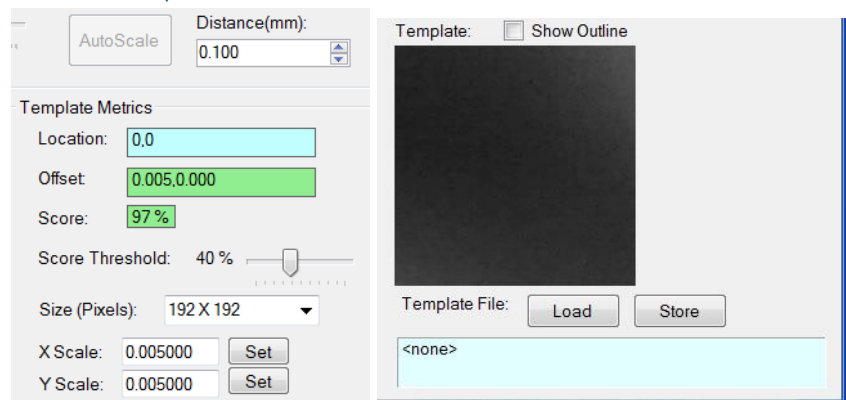 AutoScale
Distance(mm):
0.100
Template Metrics
Location: 0,0
Offset: 0.005,0.000
Score: 97 %
Score Threshold: 40 %
Size (Pixels): 192 X 192
X Scale: 0.005000 Set
Y Scale: 0.005000 Set
Template: Show Outline
Template File: Load Store
<none>